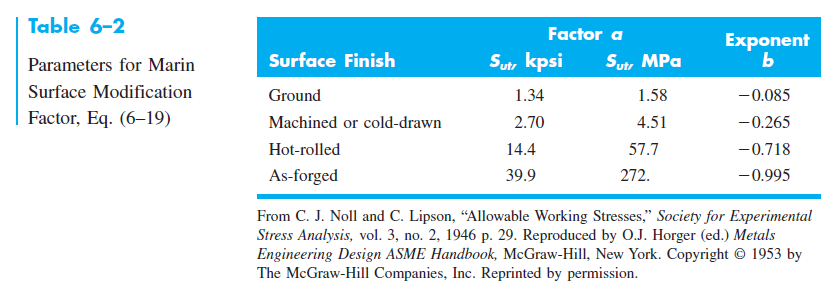 Table 6–2
Parameters for Marin
Surface Modification
Factor, Eq. (6–19)
Factor a
Exponent
Surface Finish Sut, kpsi Sut, MPa b
Ground 1.34 1.58 −0.085
Machined or cold-drawn 2.70 4.51 −0.265
Hot-rolled 14.4 57.7 −0.718
As-forged 39.9 272. −0.995
From C. J. Noll and C. Lipson, “Allowable Working Stresses,” Society for Experimental
Stress Analysis, vol. 3, no. 2, 1946 p. 29. Reproduced by O.J. Horger (ed.) Metals
Engineering Design ASME Handbook, McGraw-Hill, New York. Copyright © 1953 by
The McGraw-Hill Companies, Inc. Reprinted by permission.